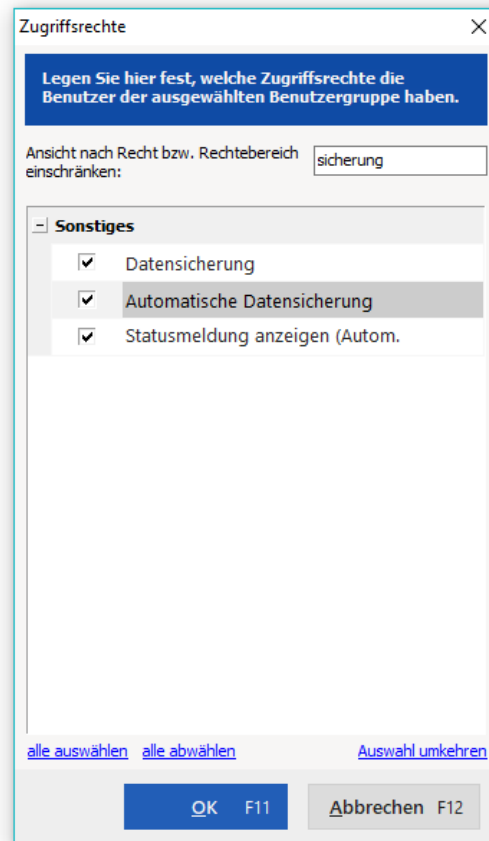 Zugriffsrechte
Legen Sie hier fest, welche Zugriffsrechte die
Benutzer der ausgewählten Benutzergruppe haben.
Ansicht nach Recht bzw. Rechtebereich
einschränken:
sicherung
Sonstiges
Datensicherung
Automatische Datensicherung
Statusmeldung anzeigen (Autom.
alle auswählen alle abwählen Auswahl umkehren
OK F11 Abbrechen F12